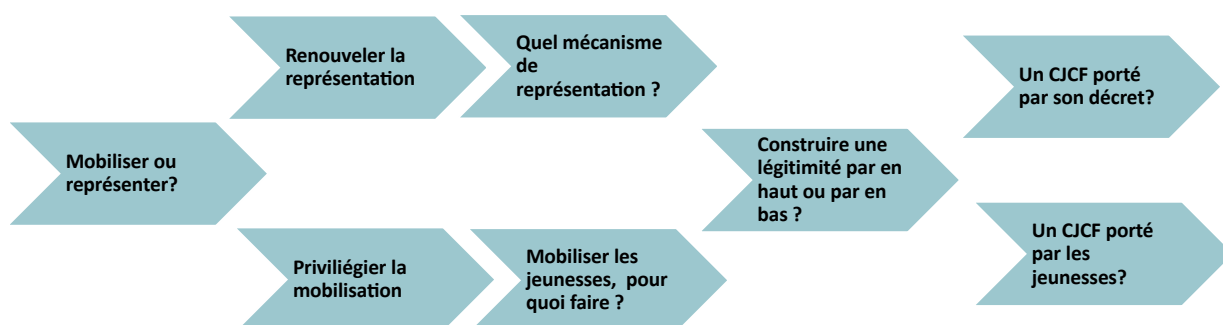 Mobiliser ou
représenter?
Renouveler la
représentation
Quel mécanisme
de
représentation ?
Priviliégier la
mobilisation
Mobiliser les
jeunesses, pour
quoi faire ?
Construire une
légitimité par en
haut ou par en
bas ?
Un CJCF porté
par son décret?
Un CJCF porté
par les
jeunesses?